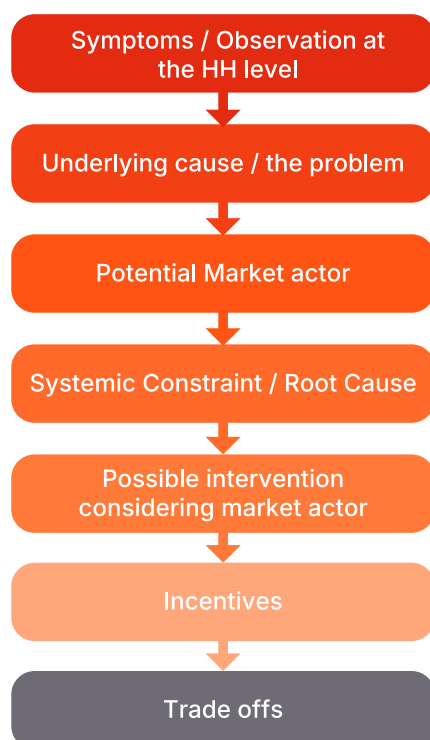 Symptoms / Observation at
the HH level
Underlying cause / the problem
Potential Market actor
Systemic Constraint / Root Cause
Possible intervention
considering market actor
Incentives
Trade offs